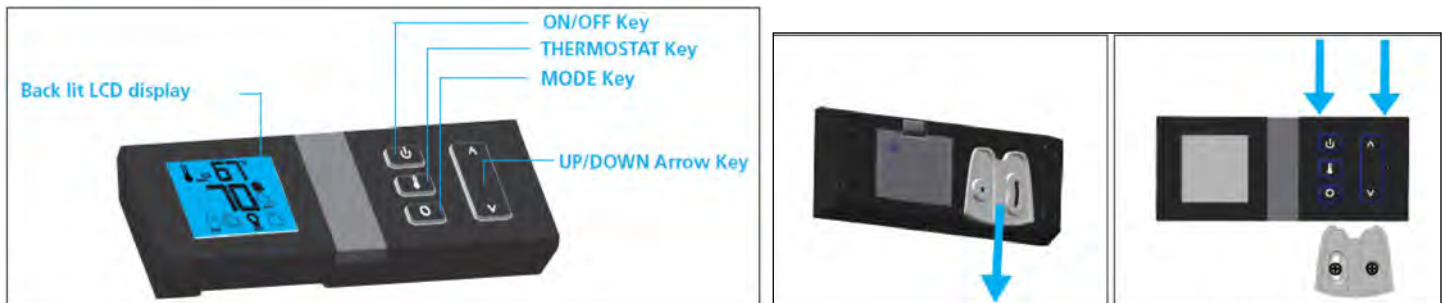 ON/OFF Key
THERMOSTAT Key
MODE Key
Back lit LCD display
UP/DOWN Arrow Key
67
70